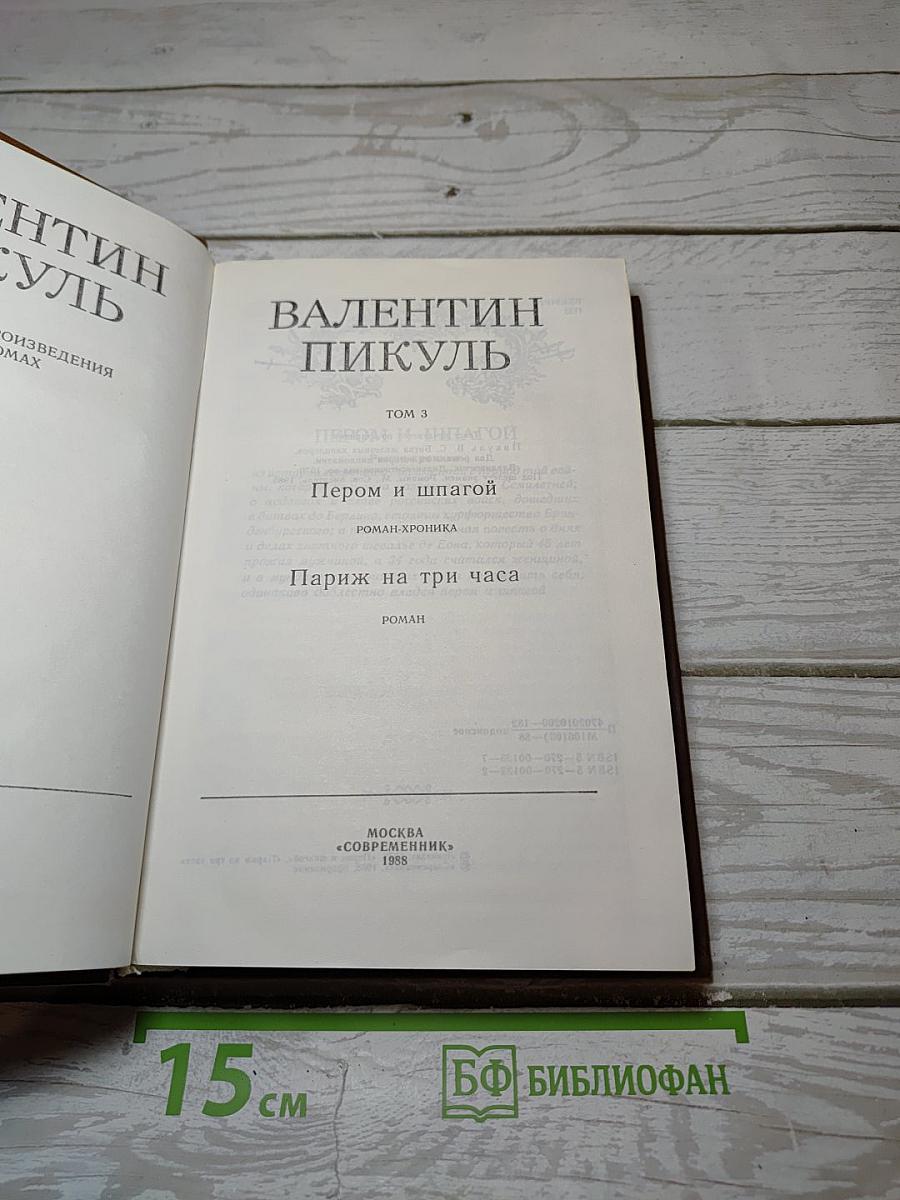 ЕНТИН
КУЛЬ
РОИЗВЕДЕНИЯ
ОМАХ
ВАЛЕНТИН
ПИКУЛЬ
ТОМ 3
Пером и шпагой
РОМАН-ХРОНИКА
Париж на три часа
РОМАН
МОСКВА
«СОВРЕМЕННИК»
1988
15 см
БФ БИБЛИОФАН